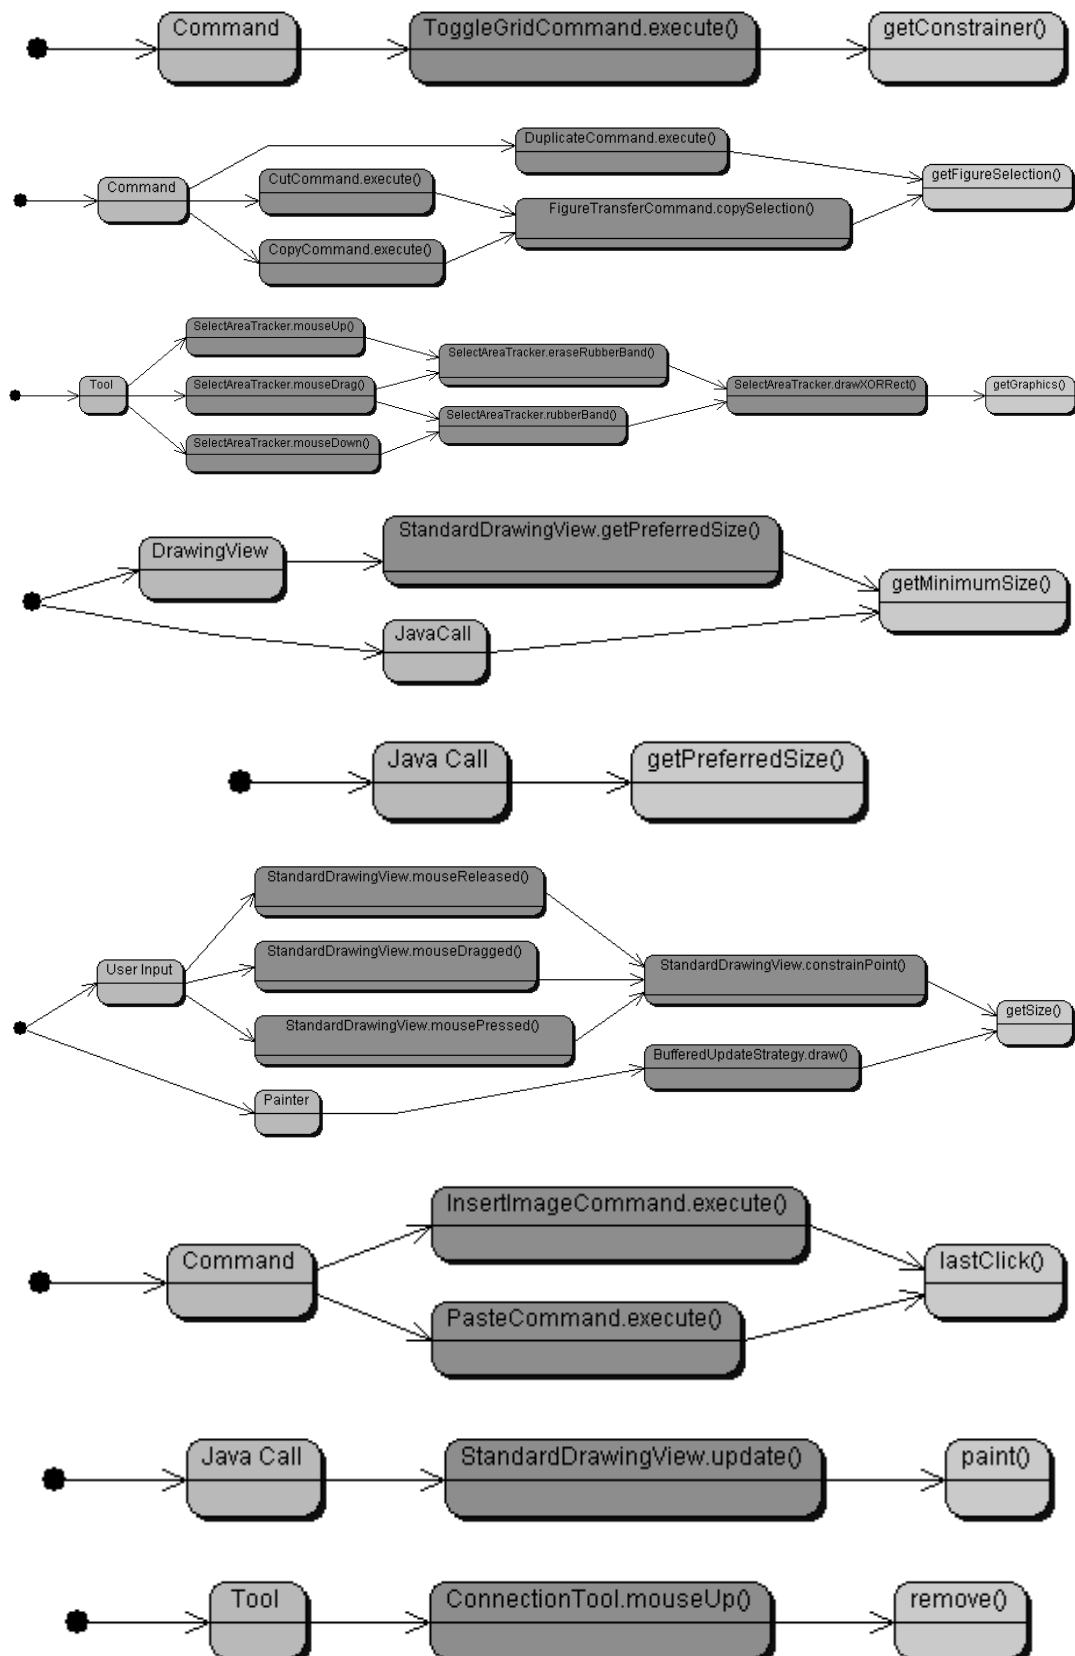 Command
ToggleGridCommand.execute()
getConstrainer()
DuplicateCommand.execute()
Command
CutCommand.execute()
getFigureSelection()
FigureTransferCommand.copySelection()
CopyCommand.execute()
SelectAreaTracker.mouseUp()
SelectAreaTracker.eraseRubberBand()
Tool
SelectAreaTracker.mouseDrag()
SelectAreaTracker.drawXORRect()
getGraphics()
SelectAreaTracker.rubberBand()
SelectAreaTracker.mouseDown()
StandardDrawingView.getPreferredSize()
DrawingView
getMinimumSize()
JavaCall
Java Call
getPreferredSize()
StandardDrawingView.mouseReleased()
User Input
StandardDrawingView.mouseDragged()
StandardDrawingView.constrainPoint()
getSize()
StandardDrawingView.mousePressed()
BufferedUpdateStrategy.draw()
Painter
InsertImageCommand.execute()
Command
lastClick()
PasteCommand.execute()
Java Call
StandardDrawingView.update()
paint()
Tool
ConnectionTool.mouseUp()
remove()